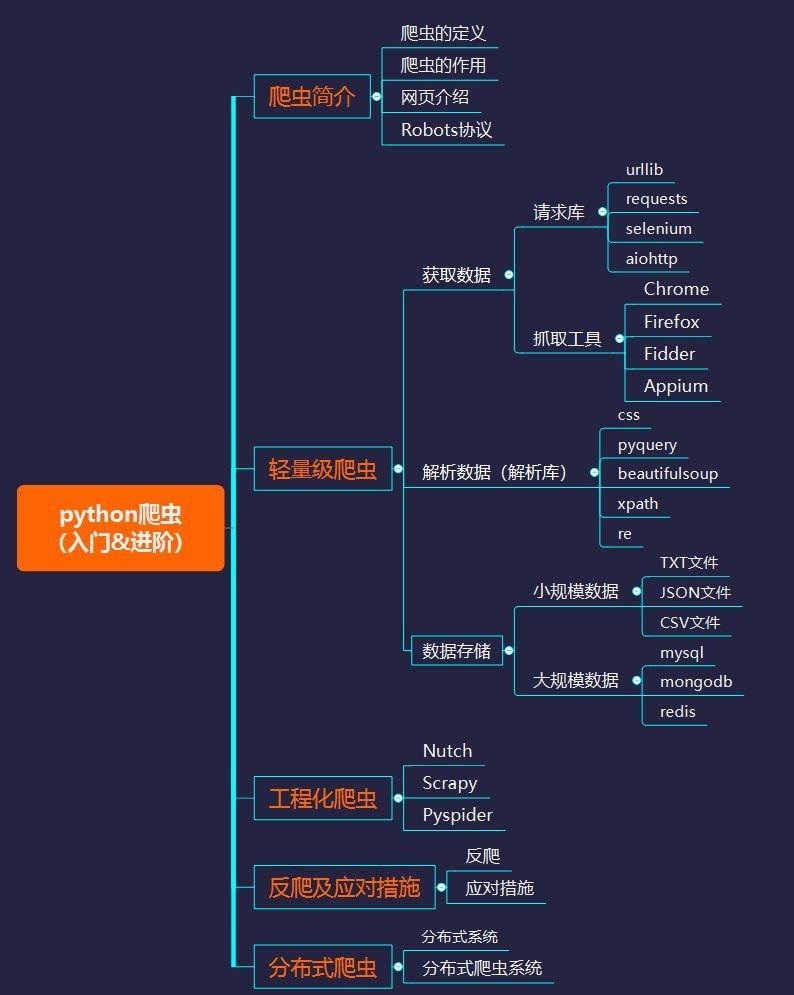 python爬虫
（入门&进阶）
爬虫简介
爬虫的定义
爬虫的作用
网页介绍
Robots协议
轻量级爬虫
获取数据
请求库
urllib
requests
selenium
aiohttp
抓取工具
Chrome
Firefox
Fidder
Appium
解析数据（解析库）
css
pyquery
beautifulsoup
xpath
re
数据存储
小规模数据
TXT文件
JSON文件
CSV文件
大规模数据
mysql
mongodb
redis
工程化爬虫
Nutch
Scrapy
Pyspider
反爬及应对措施
反爬
应对措施
分布式爬虫
分布式系统
分布式爬虫系统